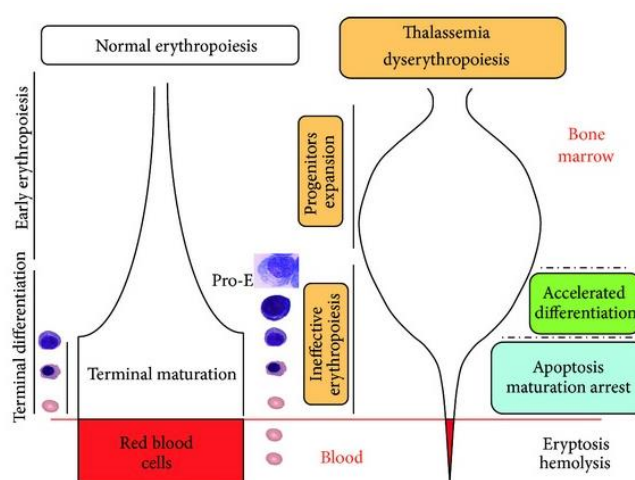 Normal erythropoiesis
Thalassemia
dyserythropoiesis
Early erythropoiesis
Progenitors
expansion
Bone
marrow
Pro-E
Terminal differentiation
Terminal maturation
Ineffective
erythropoiesis
Accelerated
differentiation
Apoptosis
maturation arrest
Red blood
cells
Blood
Eryptosis
hemolysis